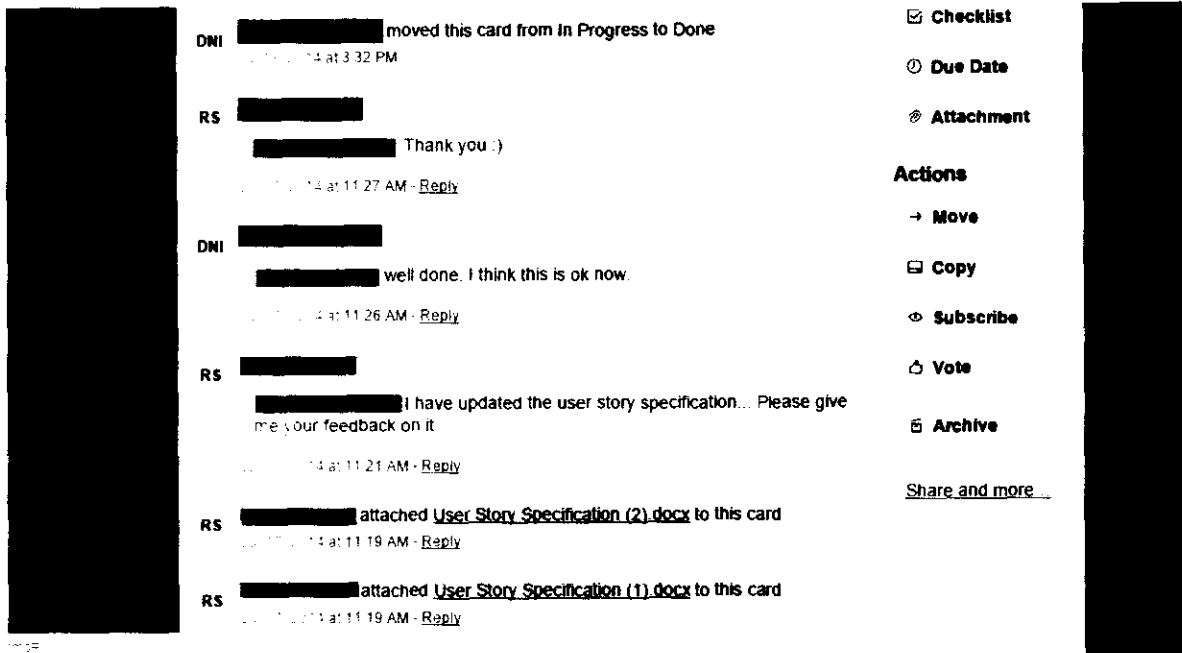 DNI moved this card from In Progress to Done
at 3:32 PM
RS
Thank you :)
14 at 11:27 AM - Reply
DNI
well done. I think this is ok now.
at 11:26 AM - Reply
RS
I have updated the user story specification... Please give
me your feedback on it
14 at 11:21 AM - Reply
RS attached User Story Specification (2).docx to this card
14 at 11:19 AM - Reply
RS attached User Story Specification (1).docx to this card
at 11:19 AM - Reply
Checklist
Due Date
Attachment
Actions
→ Move
Copy
Subscribe
Vote
Archive
Share and more...